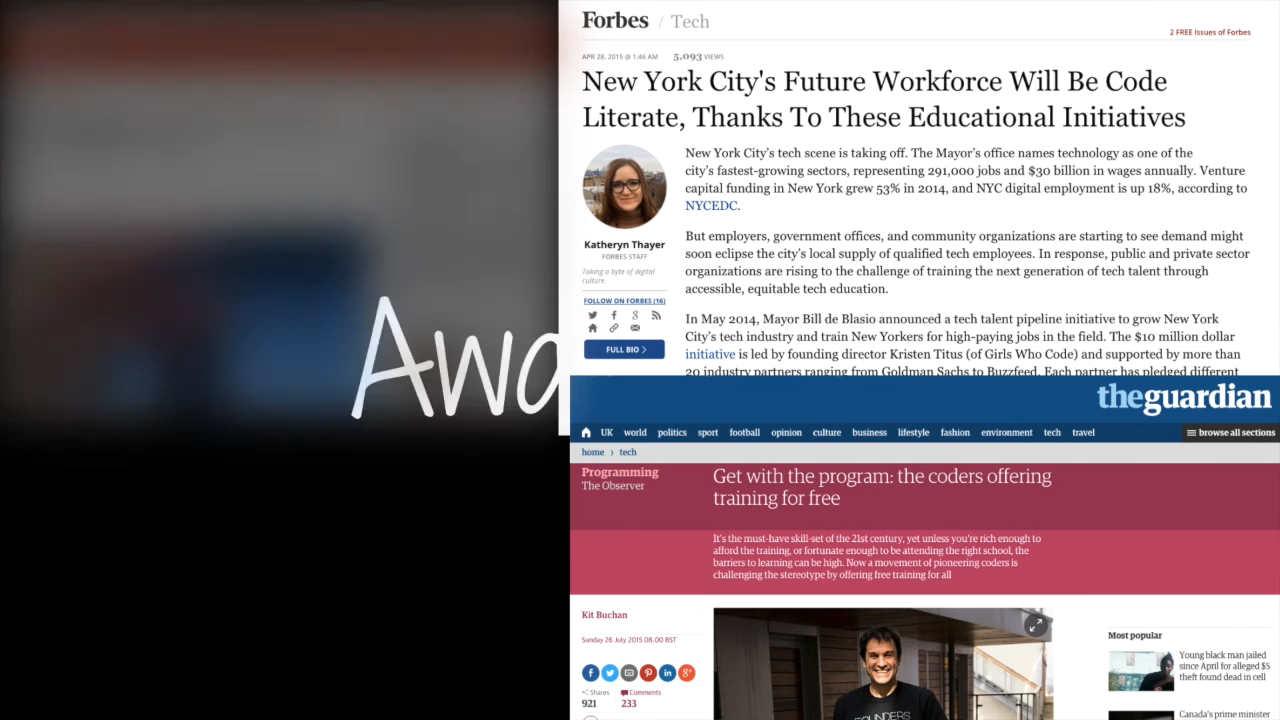 Forbes / Tech
2 FREE Issues of Forbes
APR 28, 2015 @ 1:46 AM 5,093 VIEWS
New York City's Future Workforce Will Be Code
Literate, Thanks To These Educational Initiatives
New York City's tech scene is taking off. The Mayor's office names technology as one of the
city's fastest-growing sectors, representing 291,000 jobs and $30 billion in wages annually. Venture
capital funding in New York grew 53% in 2014, and NYC digital employment is up 18%, according to
NYCEDC.
Katheryn Thayer
FORBES STAFF
Taking a byte of digital
culture.
FOLLOW ON FORBES (16)
FULL BIO
But employers, government offices, and community organizations are starting to see demand might
soon eclipse the city's local supply of qualified tech employees. In response, public and private sector
organizations are rising to the challenge of training the next generation of tech talent through
accessible, equitable tech education.
In May 2014, Mayor Bill de Blasio announced a tech talent pipeline initiative to grow New York
City's tech industry and train New Yorkers for high-paying jobs in the field. The $10 million dollar
initiative is led by founding director Kristen Titus (of Girls Who Code) and supported by more than
20 industry partners ranging from Goldman Sachs to Buzzfeed. Each partner has pledged different
Awa
theguardian
UK world politics sport football opinion culture business lifestyle fashion environment tech travel browse all sections
home › tech
Programming
The Observer
Get with the program: the coders offering
training for free
It's the must-have skill-set of the 21st century, yet unless you're rich enough to
afford the training, or fortunate enough to be attending the right school, the
barriers to learning can be high. Now a movement of pioneering coders is
challenging the stereotype by offering free training for all
Kit Buchan
Sunday 26 July 2015 08.00 BST
Shares Comments
921 233
FOUNDERS
Most popular
Young black man jailed
since April for alleged $5
theft found dead in cell
Canada's prime minister